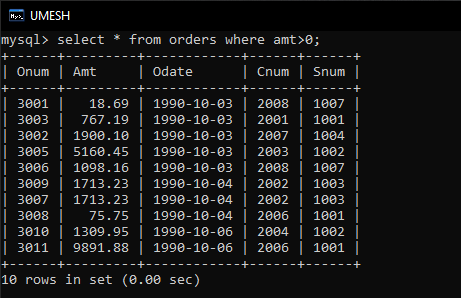 UMESH
mysql> select * from orders where amt>0;
+------+---------+------------+------+------+
| Onum | Amt     | Odate      | Cnum | Snum |
+------+---------+------------+------+------+
| 3001 |   18.69 | 1990-10-03 | 2008 | 1007 |
| 3003 |  767.19 | 1990-10-03 | 2001 | 1001 |
| 3002 | 1900.10 | 1990-10-03 | 2007 | 1004 |
| 3005 | 5160.45 | 1990-10-03 | 2003 | 1002 |
| 3006 | 1098.16 | 1990-10-03 | 2008 | 1007 |
| 3009 | 1713.23 | 1990-10-04 | 2002 | 1003 |
| 3007 | 1713.23 | 1990-10-04 | 2002 | 1003 |
| 3008 |   75.75 | 1990-10-04 | 2006 | 1001 |
| 3010 | 1309.95 | 1990-10-06 | 2004 | 1002 |
| 3011 | 9891.88 | 1990-10-06 | 2006 | 1001 |
+------+---------+------------+------+------+
10 rows in set (0.00 sec)